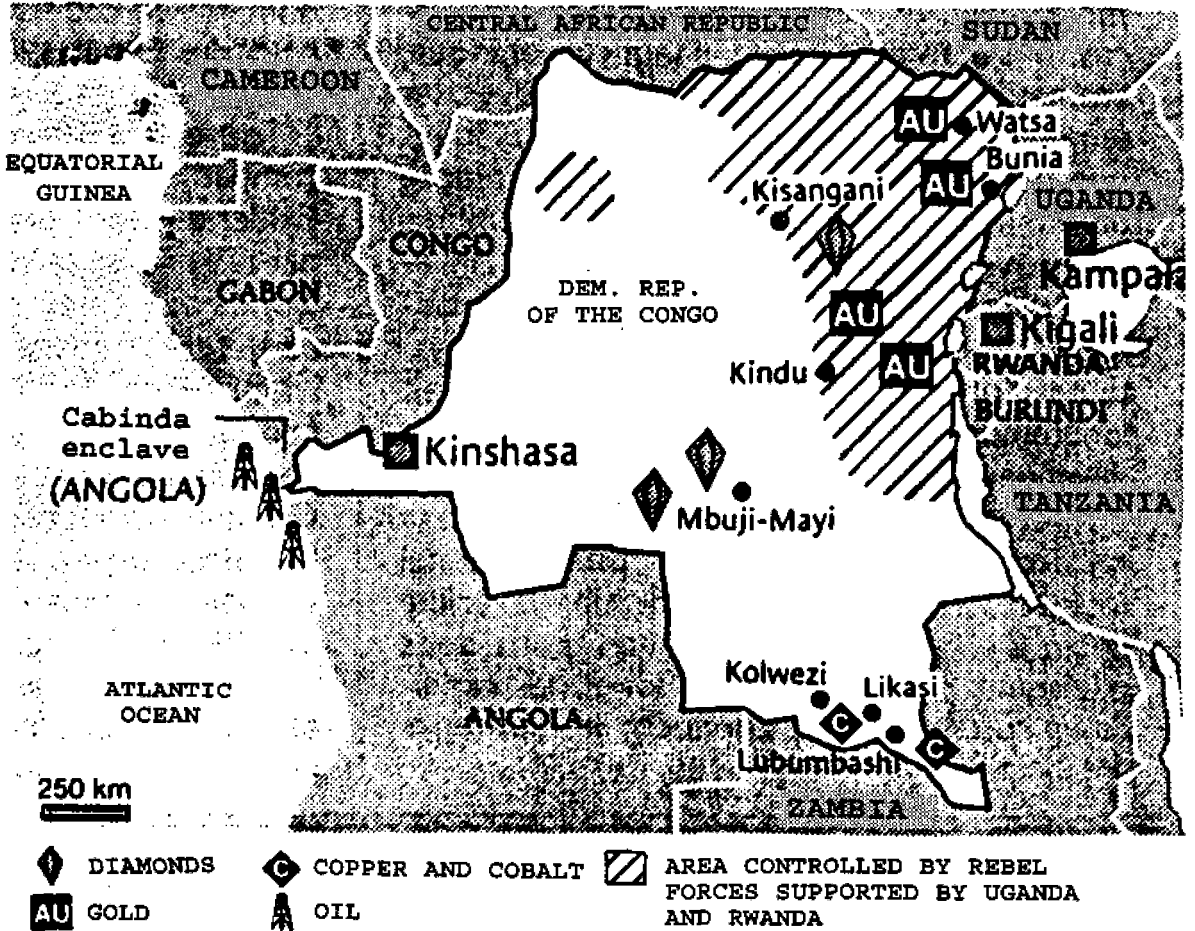 CENTRAL AFRICAN REPUBLIC
SUDAN
CAMEROON
AU
Watsa
EQUATORIAL
GUINEA
Bunia
AU
Kisangani
UGANDA
CONGO
Kampala
GABON
DEM. REP.
OF THE CONGO
AU
Kigali
RWANDA
Kindu
AU
BURUNDI
Cabinda
enclave
(ANGOLA)
Kinshasa
TANZANIA
Mbuji-Mayi
Kolwezi
Likasi
ATLANTIC
OCEAN
ANGOLA
C
C
Lubumbashi
250 km
ZAMBIA
DIAMONDS
C COPPER AND COBALT
AREA CONTROLLED BY REBEL
FORCES SUPPORTED BY UGANDA
AND RWANDA
AU GOLD
OIL